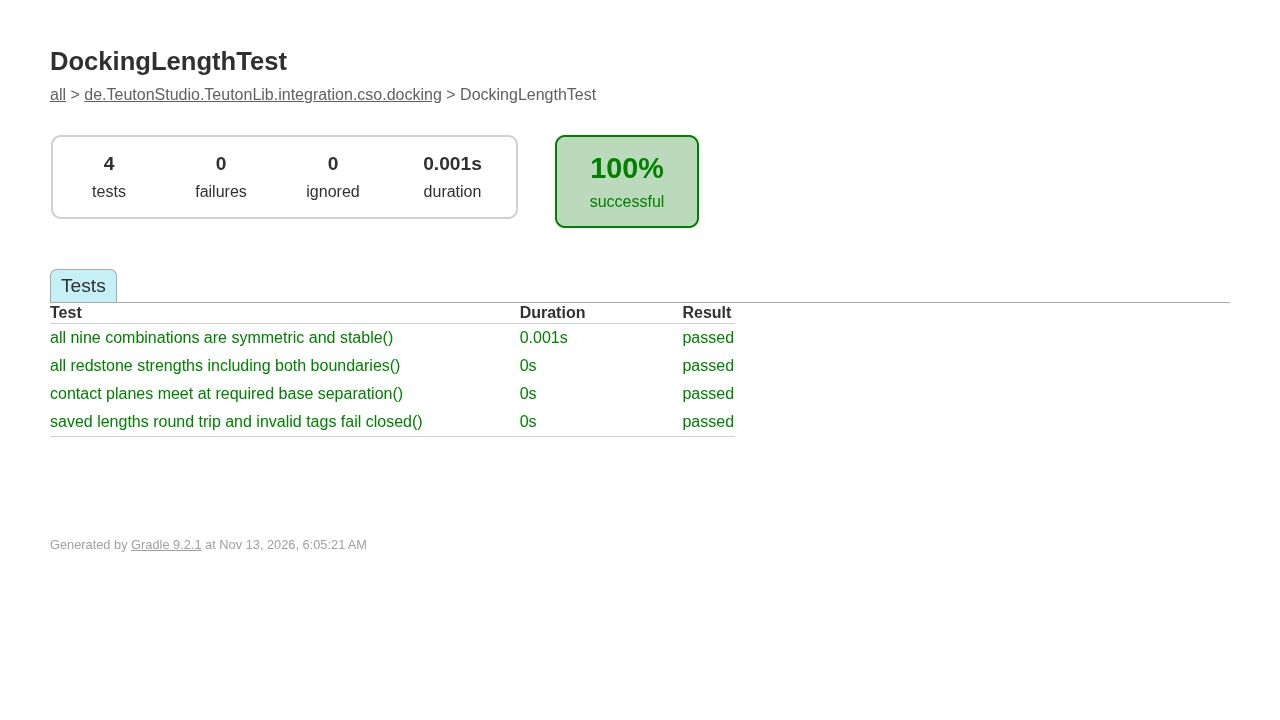 DockingLengthTest
all > de.TeutonStudio.TeutonLib.integration.cso.docking > DockingLengthTest
4 0 0 0.001s 100%
tests failures ignored duration successful
Tests
Test Duration Result
all nine combinations are symmetric and stable() 0.001s passed
all redstone strengths including both boundaries() 0s passed
contact planes meet at required base separation() 0s passed
saved lengths round trip and invalid tags fail closed() 0s passed
Generated by Gradle 9.2.1 at Nov 13, 2026, 6:05:21 AM